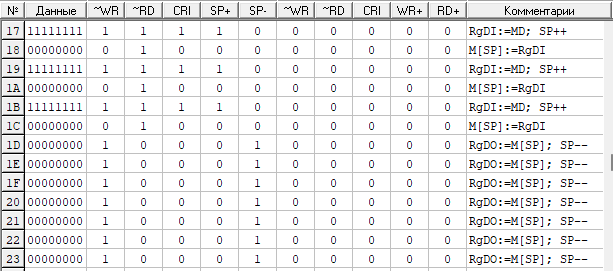 № Данные ~WR ~RD CRI SP+ SP- ~WR ~RD CRI WR+ RD+ Комментарии
17 11111111 1 1 1 1 0 0 0 0 0 0 RgDI:=MD; SP++
18 00000000 0 1 0 0 0 0 0 0 0 0 M[SP]:=RgDI
19 11111111 1 1 1 1 0 0 0 0 0 0 RgDI:=MD; SP++
1A 00000000 0 1 0 0 0 0 0 0 0 0 M[SP]:=RgDI
1B 11111111 1 1 1 1 0 0 0 0 0 0 RgDI:=MD; SP++
1C 00000000 0 1 0 0 0 0 0 0 0 0 M[SP]:=RgDI
1D 00000000 1 0 0 0 1 0 0 0 0 0 RgDO:=M[SP]; SP--
1E 00000000 1 0 0 0 1 0 0 0 0 0 RgDO:=M[SP]; SP--
1F 00000000 1 0 0 0 1 0 0 0 0 0 RgDO:=M[SP]; SP--
20 00000000 1 0 0 0 1 0 0 0 0 0 RgDO:=M[SP]; SP--
21 00000000 1 0 0 0 1 0 0 0 0 0 RgDO:=M[SP]; SP--
22 00000000 1 0 0 0 1 0 0 0 0 0 RgDO:=M[SP]; SP--
23 00000000 1 0 0 0 1 0 0 0 0 0 RgDO:=M[SP]; SP--